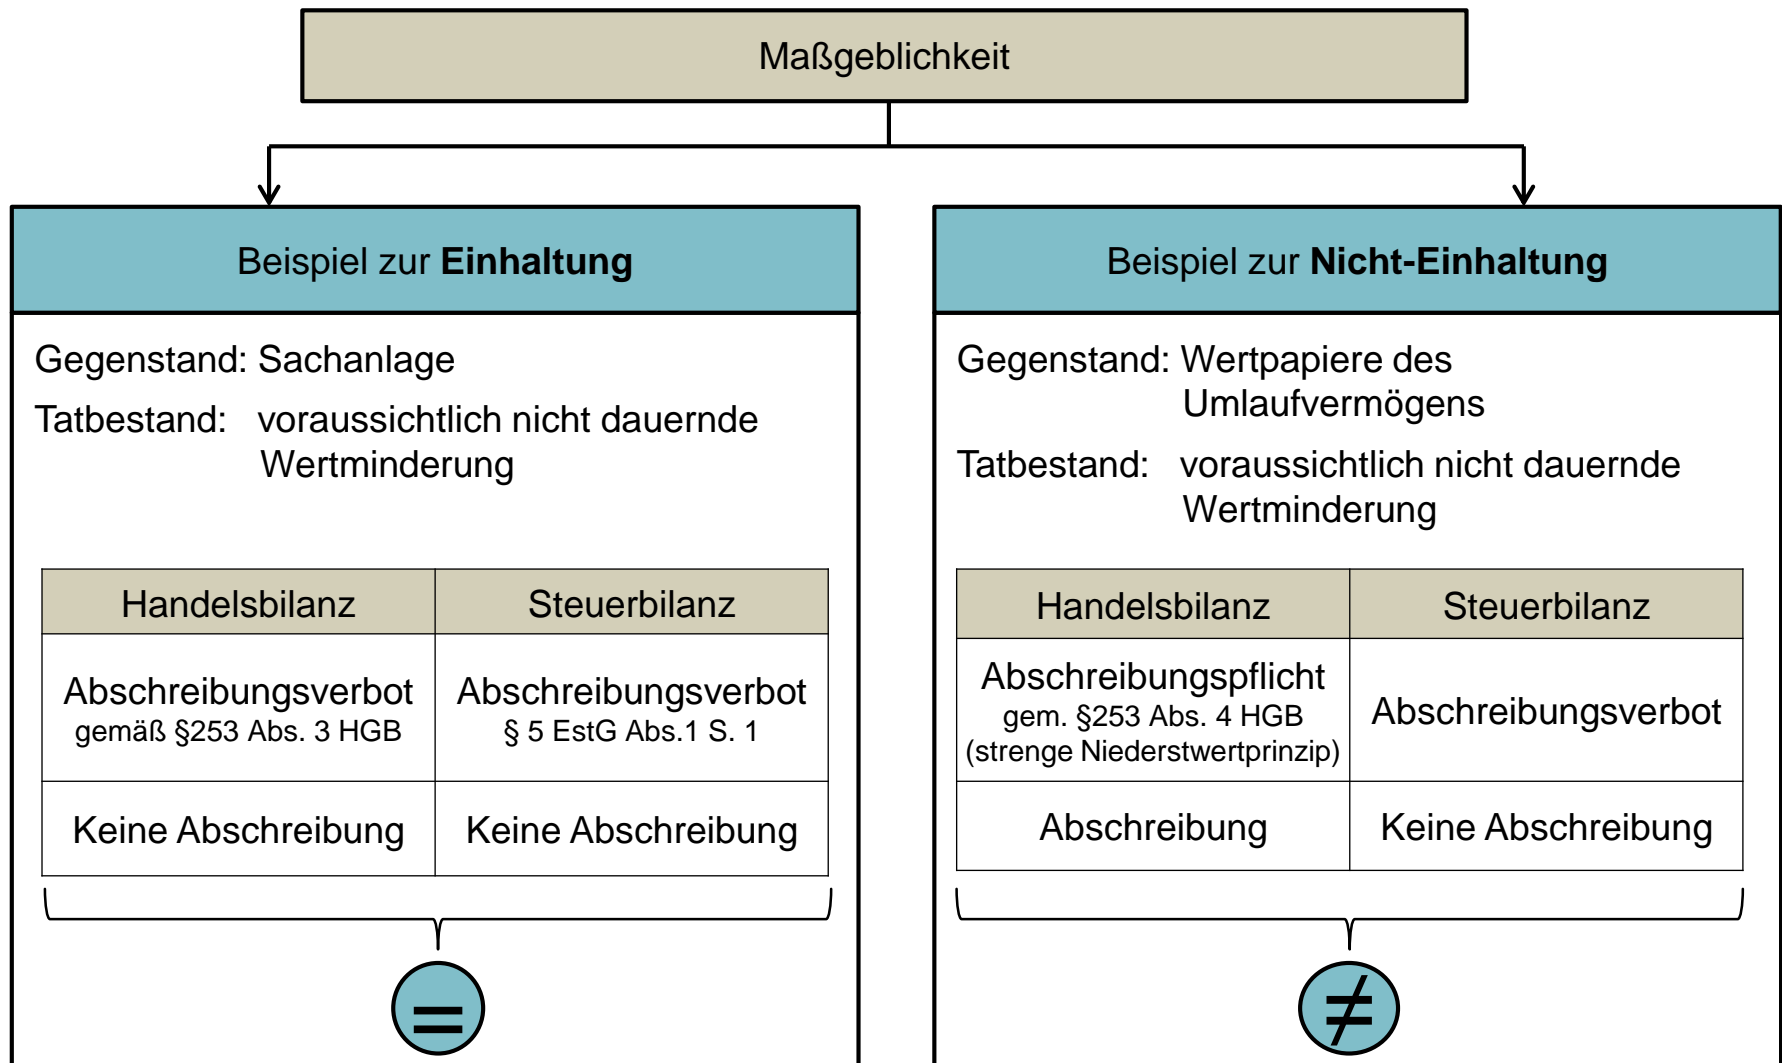 Maßgeblichkeit
Beispiel zur Einhaltung
Gegenstand: Sachanlage
Tatbestand: voraussichtlich nicht dauernde
Wertminderung
Handelsbilanz
Steuerbilanz
Abschreibungsverbot
gemäß §253 Abs. 3 HGB
Abschreibungsverbot
§ 5 EstG Abs.1 S. 1
Keine Abschreibung
Keine Abschreibung
=
Beispiel zur Nicht-Einhaltung
Gegenstand: Wertpapiere des
Umlaufvermögens
Tatbestand: voraussichtlich nicht dauernde
Wertminderung
Handelsbilanz
Steuerbilanz
Abschreibungspflicht
gem. §253 Abs. 4 HGB
(strenge Niederstwertprinzip)
Abschreibungsverbot
Abschreibung
Keine Abschreibung
≠